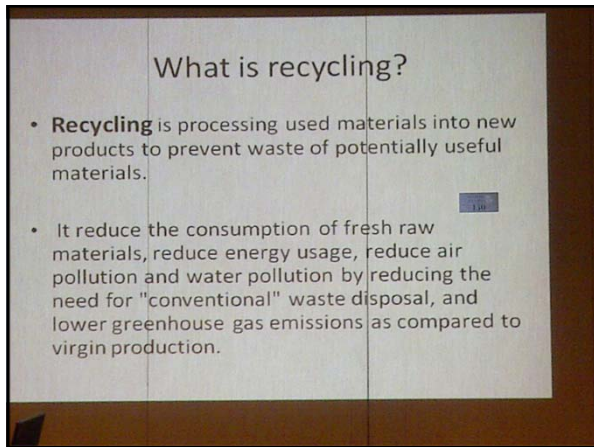 What is recycling?
• Recycling is processing used materials into new
products to prevent waste of potentially useful
materials.
• It reduce the consumption of fresh raw
materials, reduce energy usage, reduce air
pollution and water pollution by reducing the
need for "conventional" waste disposal, and
lower greenhouse gas emissions as compared to
virgin production.